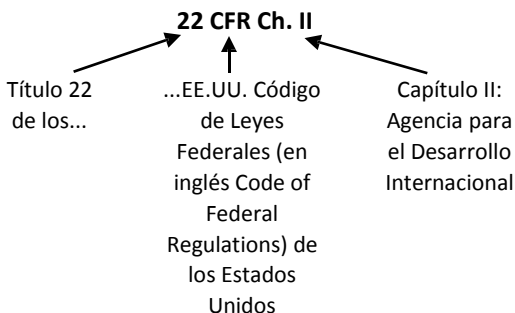 22 CFR Ch. II
Título 22
de los...
...EE.UU. Código
de Leyes
Federales (en
inglés Code of
Federal
Regulations) de
los Estados
Unidos
Capítulo II:
Agencia para
el Desarrollo
Internacional